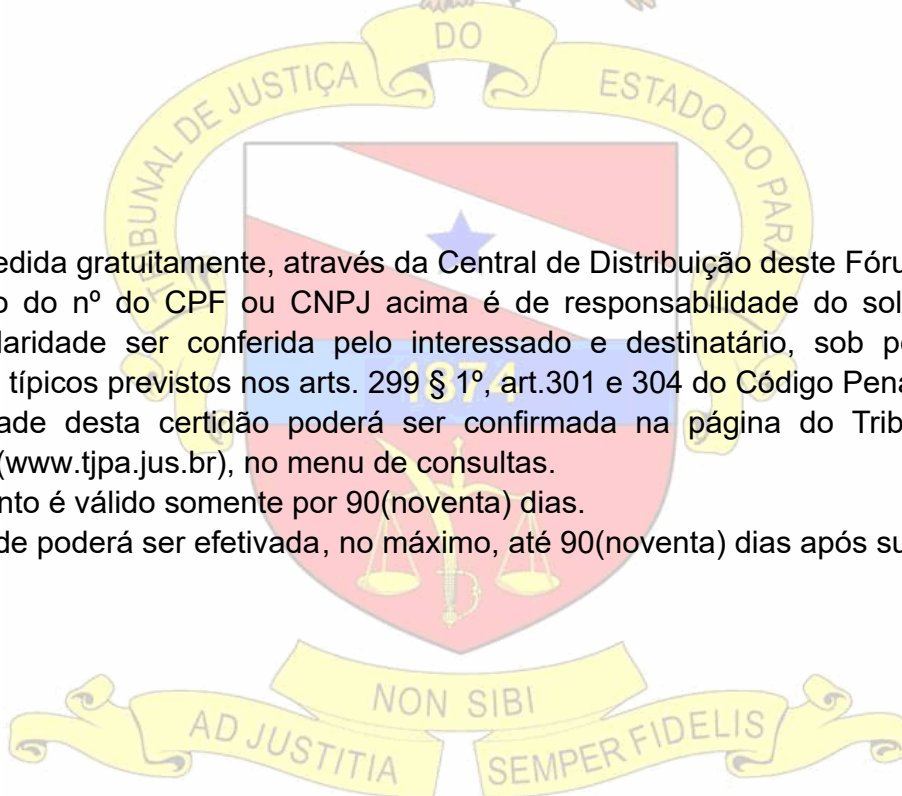 DO
TRIBUNAL DE JUSTIÇA
ESTADO DO PARÁ
edida gratuitamente, através da Central de Distribuição deste Fóru
o do nº do CPF ou CNPJ acima é de responsabilidade do sol
laridade ser conferida pelo interessado e destinatário, sob p
típicos previstos nos arts. 299 § 1º, art.301 e 304 do Código Pena
1874
ade desta certidão poderá ser confirmada na página do Trib
(www.tjpa.jus.br), no menu de consultas.
nto é válido somente por 90(noventa) dias.
de poderá ser efetivada, no máximo, até 90(noventa) dias após su
NON SIBI
AD JUSTITIA
SEMPER FIDELIS